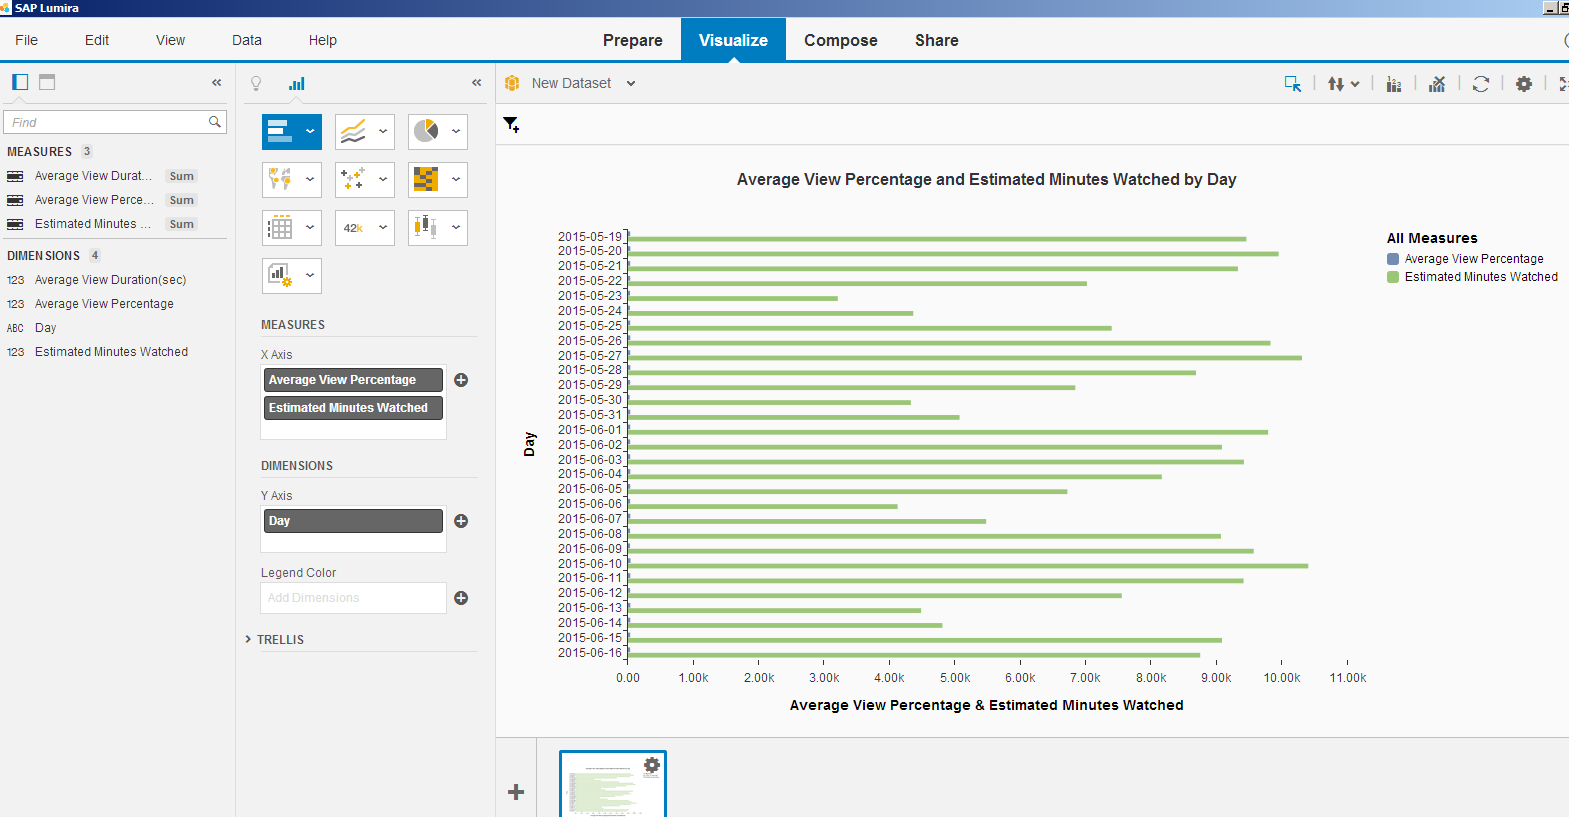 SAP Lumira
File Edit View Data Help Prepare Visualize Compose Share
New Dataset
Find
MEASURES 3
Average View Durat... Sum
Average View Perce... Sum
Estimated Minutes ... Sum
DIMENSIONS 4
123 Average View Duration(sec)
123 Average View Percentage
ABC Day
123 Estimated Minutes Watched
42k
MEASURES
X Axis
Average View Percentage
Estimated Minutes Watched
DIMENSIONS
Y Axis
Day
Legend Color
Add Dimensions
TRELLIS
Average View Percentage and Estimated Minutes Watched by Day
Day
2015-05-19
2015-05-20
2015-05-21
2015-05-22
2015-05-23
2015-05-24
2015-05-25
2015-05-26
2015-05-27
2015-05-28
2015-05-29
2015-05-30
2015-05-31
2015-06-01
2015-06-02
2015-06-03
2015-06-04
2015-06-05
2015-06-06
2015-06-07
2015-06-08
2015-06-09
2015-06-10
2015-06-11
2015-06-12
2015-06-13
2015-06-14
2015-06-15
2015-06-16
0.00 1.00k 2.00k 3.00k 4.00k 5.00k 6.00k 7.00k 8.00k 9.00k 10.00k 11.00k
Average View Percentage & Estimated Minutes Watched
All Measures
Average View Percentage
Estimated Minutes Watched